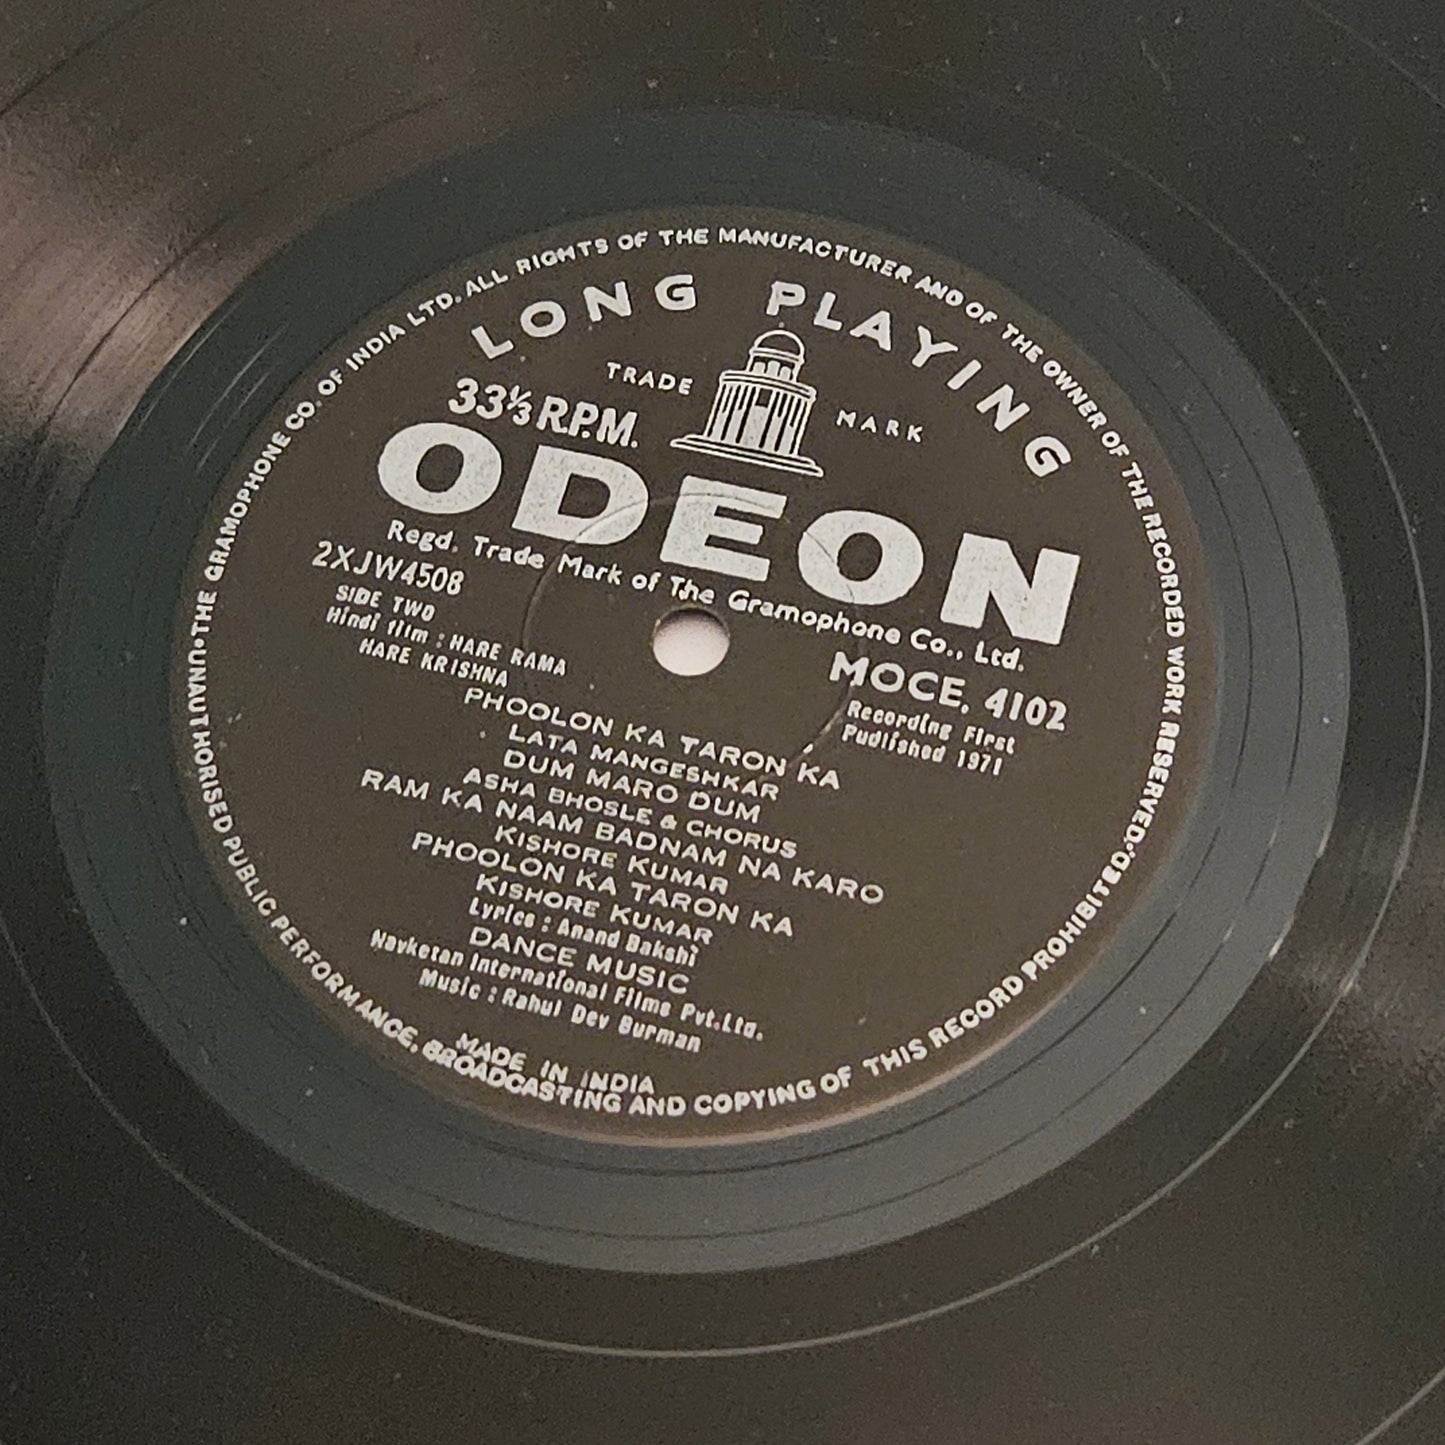 THE GRAMOPHONE CO. OF INDIA LTD. ALL RIGHTS OF THE MANUFACTURER AND OF THE OWNER OF THE RECORDED WORK RESERVED. UNAUTHORISED PUBLIC PERFORMANCE, BROADCASTING AND COPYING OF THIS RECORD PROHIBITED.
LONG PLAYING
TRADE MARK
33⅓ R.P.M.
ODEON
Regd. Trade Mark of The Gramophone Co., Ltd.
2XJW4508
MOCE. 4102
SIDE TWO
Recording First
Pudlished 1971
Hindi film : HARE RAMA
HARE KRISHNA
PHOOLON KA TARON KA
LATA MANGESHKAR
DUM MARO DUM
ASHA BHOSLE & CHORUS
RAM KA NAAM BADNAM NA KARO
KISHORE KUMAR
PHOOLON KA TARON KA
KISHORE KUMAR
Lyrics : Anand Bakshi
DANCE MUSIC
Navketan International Films Pvt.Ltd.
Music : Rahul Dev Burman
MADE IN INDIA